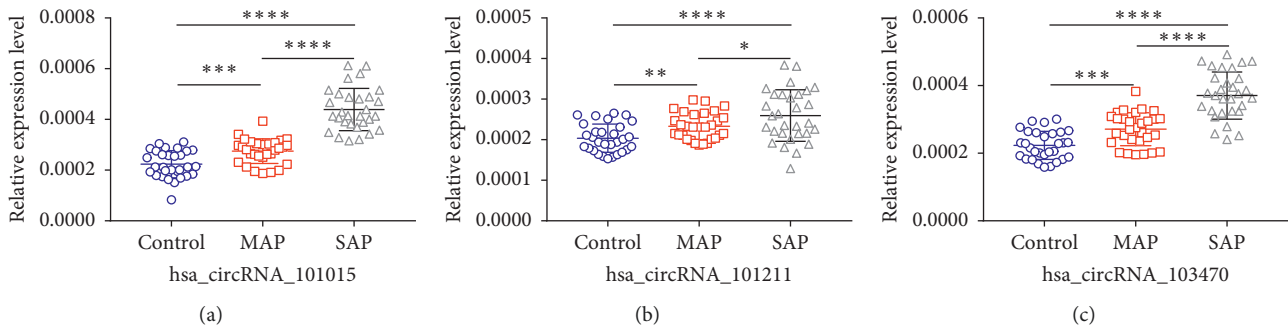 Relative expression level
0.0008
0.0006
0.0004
0.0002
0.0000
****
****
***
Control MAP SAP
hsa_circRNA_101015
(a)
Relative expression level
0.0005
0.0004
0.0003
0.0002
0.0001
0.0000
****
*
**
Control MAP SAP
hsa_circRNA_101211
(b)
Relative expression level
0.0006
0.0004
0.0002
0.0000
****
****
***
Control MAP SAP
hsa_circRNA_103470
(c)